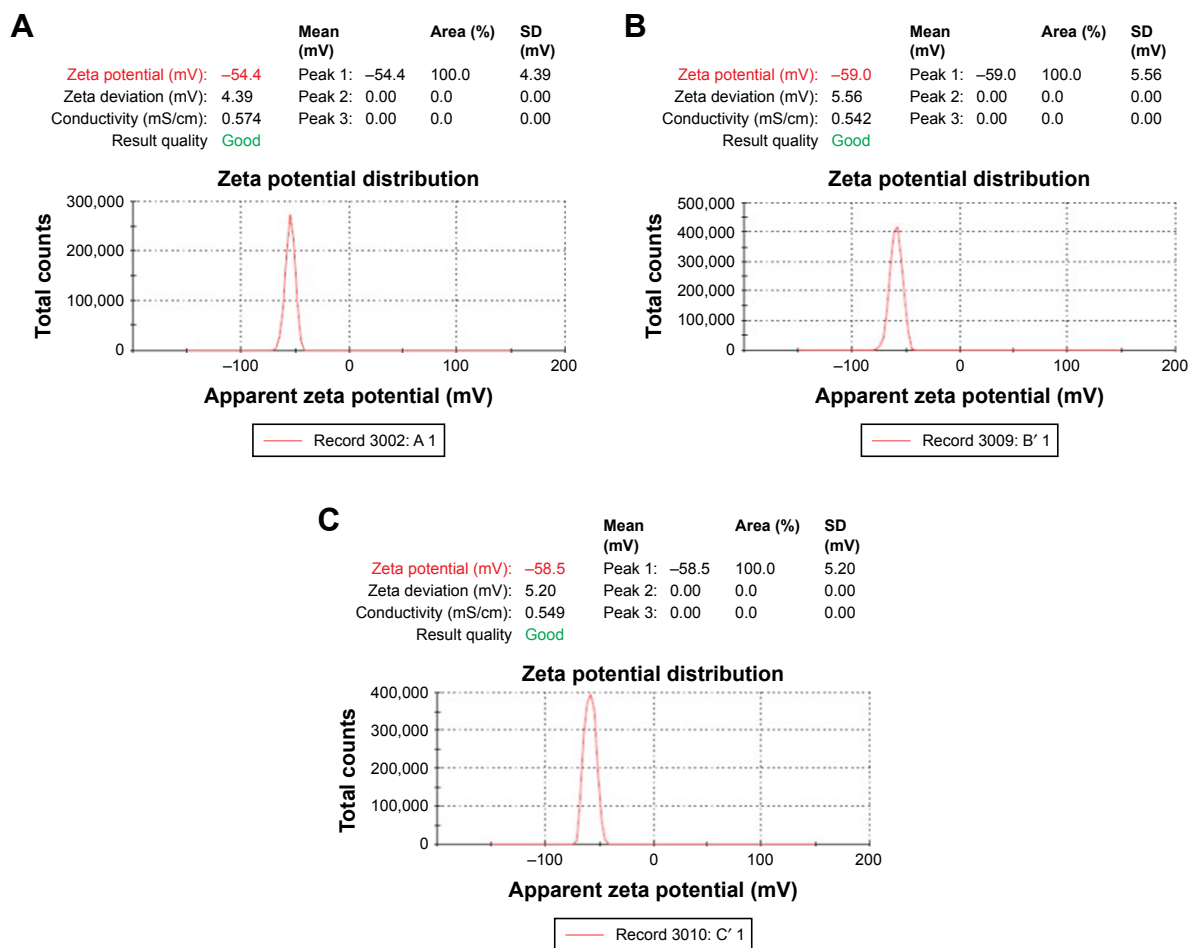 A
Mean (mV) Area (%) SD (mV)
Zeta potential (mV): –54.4 Peak 1: –54.4 100.0 4.39
Zeta deviation (mV): 4.39 Peak 2: 0.00 0.0 0.00
Conductivity (mS/cm): 0.574 Peak 3: 0.00 0.0 0.00
Result quality Good
Zeta potential distribution
Total counts
300,000
200,000
100,000
0
–100 0 100 200
Apparent zeta potential (mV)
Record 3002: A 1
B
Mean (mV) Area (%) SD (mV)
Zeta potential (mV): –59.0 Peak 1: –59.0 100.0 5.56
Zeta deviation (mV): 5.56 Peak 2: 0.00 0.0 0.00
Conductivity (mS/cm): 0.542 Peak 3: 0.00 0.0 0.00
Result quality Good
Zeta potential distribution
Total counts
500,000
400,000
300,000
200,000
100,000
0
–100 0 100 200
Apparent zeta potential (mV)
Record 3009: B′ 1
C
Mean (mV) Area (%) SD (mV)
Zeta potential (mV): –58.5 Peak 1: –58.5 100.0 5.20
Zeta deviation (mV): 5.20 Peak 2: 0.00 0.0 0.00
Conductivity (mS/cm): 0.549 Peak 3: 0.00 0.0 0.00
Result quality Good
Zeta potential distribution
Total counts
400,000
300,000
200,000
100,000
0
–100 0 100 200
Apparent zeta potential (mV)
Record 3010: C′ 1